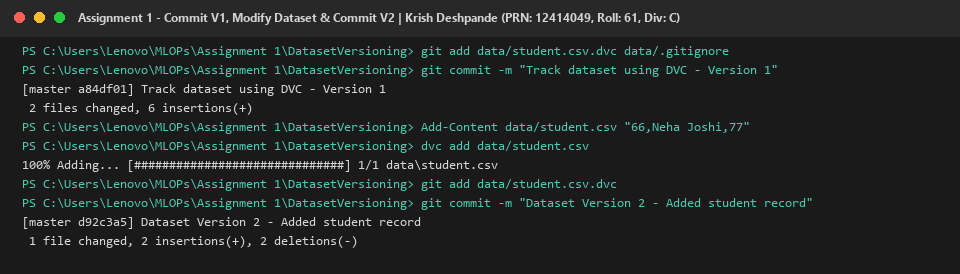 Assignment 1 - Commit V1, Modify Dataset & Commit V2 | Krish Deshpande (PRN: 12414049, Roll: 61, Div: C)
PS C:\Users\Lenovo\MLOPs\Assignment 1\DatasetVersioning> git add data/student.csv.dvc data/.gitignore
PS C:\Users\Lenovo\MLOPs\Assignment 1\DatasetVersioning> git commit -m "Track dataset using DVC - Version 1"
[master a84df01] Track dataset using DVC - Version 1
 2 files changed, 6 insertions(+)
PS C:\Users\Lenovo\MLOPs\Assignment 1\DatasetVersioning> Add-Content data/student.csv "66,Neha Joshi,77"
PS C:\Users\Lenovo\MLOPs\Assignment 1\DatasetVersioning> dvc add data/student.csv
100% Adding... [##############################] 1/1 data\student.csv
PS C:\Users\Lenovo\MLOPs\Assignment 1\DatasetVersioning> git add data/student.csv.dvc
PS C:\Users\Lenovo\MLOPs\Assignment 1\DatasetVersioning> git commit -m "Dataset Version 2 - Added student record"
[master d92c3a5] Dataset Version 2 - Added student record
 1 file changed, 2 insertions(+), 2 deletions(-)